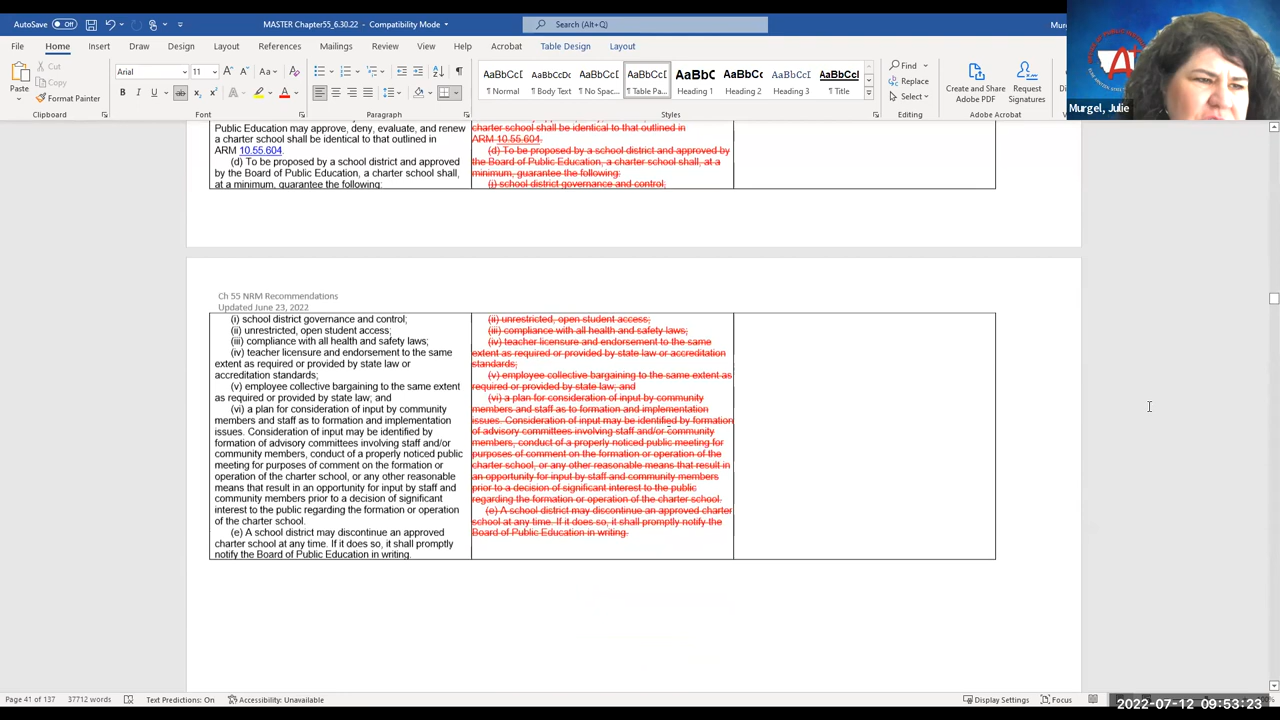 AutoSave Off MASTER Chapter55_6.30.22 - Compatibility Mode Search (Alt+Q)
File Home Insert Draw Design Layout References Mailings Review View Help Acrobat Table Design Layout
Paste Cut Copy Format Painter
Arial 11
AaBbCcI AaBbCcDc AaBbCcI AaBbCcI AaBbC AaBbC AaBbCcI AaBbCcI
Normal Body Text No Spac... Table Pa... Heading 1 Heading 2 Heading 3 Title
Find Replace Select
Create and Share Adobe PDF Request Signatures
Clipboard Font Paragraph Styles Editing Adobe Acrobat
Murgel, Julie
Public Education may approve, deny, evaluate, and renew
a charter school shall be identical to that outlined in
ARM 10.55.604.
(d) To be proposed by a school district and approved
by the Board of Public Education, a charter school shall,
at a minimum, guarantee the following:
charter school shall be identical to that outlined in
ARM 10.55.604.
(d) To be proposed by a school district and approved by
the Board of Public Education, a charter school shall, at a
minimum, guarantee the following:
(i) school district governance and control;
Ch 55 NRM Recommendations
Updated June 23, 2022
(i) school district governance and control;
(ii) unrestricted, open student access;
(iii) compliance with all health and safety laws;
(iv) teacher licensure and endorsement to the same
extent as required or provided by state law or
accreditation standards;
(v) employee collective bargaining to the same extent
as required or provided by state law; and
(vi) a plan for consideration of input by community
members and staff as to formation and implementation
issues. Consideration of input may be identified by
formation of advisory committees involving staff and/or
community members, conduct of a properly noticed public
meeting for purposes of comment on the formation or
operation of the charter school, or any other reasonable
means that result in an opportunity for input by staff and
community members prior to a decision of significant
interest to the public regarding the formation or operation
of the charter school.
(e) A school district may discontinue an approved
charter school at any time. If it does so, it shall promptly
notify the Board of Public Education in writing.
(ii) unrestricted, open student access;
(iii) compliance with all health and safety laws;
(iv) teacher licensure and endorsement to the same
extent as required or provided by state law or accreditation
standards;
(v) employee collective bargaining to the same extent as
required or provided by state law; and
(vi) a plan for consideration of input by community
members and staff as to formation and implementation
issues. Consideration of input may be identified by formation
of advisory committees involving staff and/or community
members, conduct of a properly noticed public meeting for
purposes of comment on the formation or operation of the
charter school, or any other reasonable means that result in
an opportunity for input by staff and community members
prior to a decision of significant interest to the public
regarding the formation or operation of the charter school.
(e) A school district may discontinue an approved charter
school at any time. If it does so, it shall promptly notify the
Board of Public Education in writing.
Page 41 of 137 37712 words Text Predictions: On Accessibility: Unavailable Display Settings Focus
2022-07-12 09:53:23